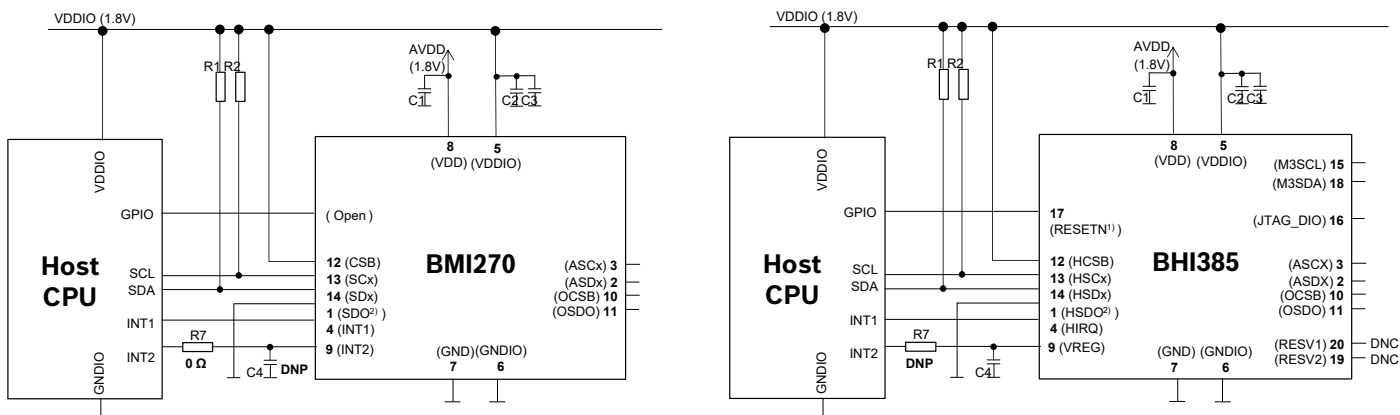 VDDIO (1.8V)
AVDD
(1.8V)
R1 R2
C1
C2 C3
8
(VDD)
5
(VDDIO)
VDDIO
GPIO
( Open )
Host
CPU
BMI270
SCL
SDA
INT1
INT2
R7
0 Ω
C4
DNP
12 (CSB)
13 (SCx)
14 (SDx)
1 (SDO2) )
4 (INT1)
9 (INT2)
(ASCx) 3
(ASDx) 2
(OCSB) 10
(OSDO) 11
(GND)
7
(GNDIO)
6
GNDIO
VDDIO (1.8V)
AVDD
(1.8V)
R1 R2
C1
C2 C3
8
(VDD)
5
(VDDIO)
VDDIO
GPIO
17
(RESETN1) )
Host
CPU
BHI385
SCL
SDA
INT1
INT2
R7
DNP
C4
12 (HCSB)
13 (HSCx)
14 (HSDx)
1 (HSDO2) )
4 (HIRQ)
9 (VREG)
(M3SCL) 15
(M3SDA) 18
(JTAG_DIO) 16
(ASCX) 3
(ASDX) 2
(OCSB) 10
(OSDO) 11
(RESV1) 20 DNC
(RESV2) 19 DNC
(GND)
7
(GNDIO)
6
GNDIO